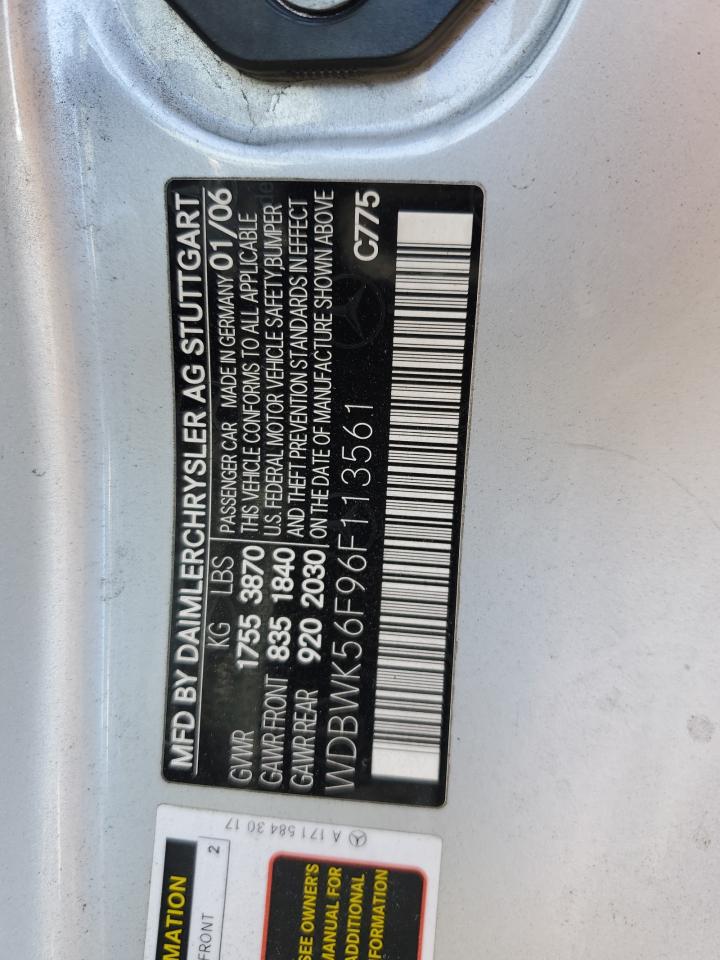 MFD BY DAIMLERCHRYSLER AG STUTTGART
KG LBS PASSENGER CAR MADE IN GERMANY 01/06
GVWR 1755 3870 THIS VEHICLE CONFORMS TO ALL APPLICABLE
GAWR FRONT 835 1840 U.S. FEDERAL MOTOR VEHICLE SAFETY,BUMPER
GAWR REAR 920 2030 AND THEFT PREVENTION STANDARDS IN EFFECT
ON THE DATE OF MANUFACTURE SHOWN ABOVE
WDBWK56F96F113561
C775
A 171 584 30 17
MATION
FRONT 2
SEE OWNER'S
MANUAL FOR
ADDITIONAL
FORMATION